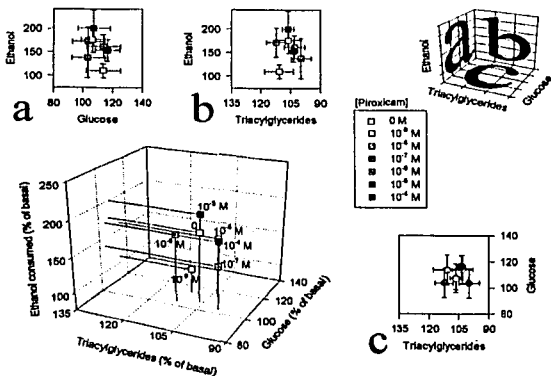 200
150
100
Ethanol
80 100 120 140
Glucose
a
200
150
100
Ethanol
135 120 105 90
Triacylglycerides
b
Ethanol
a b c
Triacylglycerides
Glucose
[Piroxicam]
0 M
10⁻⁹ M
10⁻⁸ M
10⁻⁷ M
10⁻⁶ M
10⁻⁵ M
10⁻⁴ M
250
200
150
100
Ethanol consumed (% of basal)
135 120 105 90
Triacylglycerides (% of basal)
80 100 120 140
Glucose (% of basal)
10⁻⁵ M
0
10⁻⁴ M
10⁻⁷ M
10⁻⁹ M
140
120
100
80
Glucose
135 120 105 90
Triacylglycerides
c